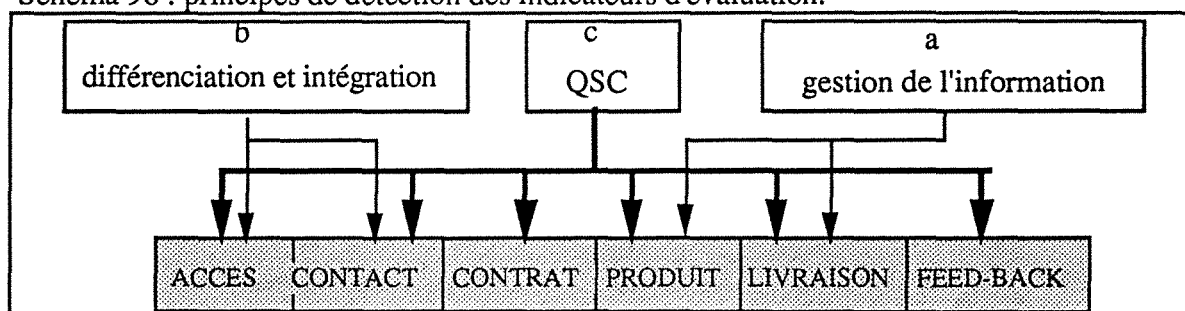 Schéma 96 : principes de détection des indicateurs d'évaluation.
b
différenciation et intégration
c
QSC
a
gestion de l'information
ACCES CONTACT CONTRAT PRODUIT LIVRAISON FEED-BACK